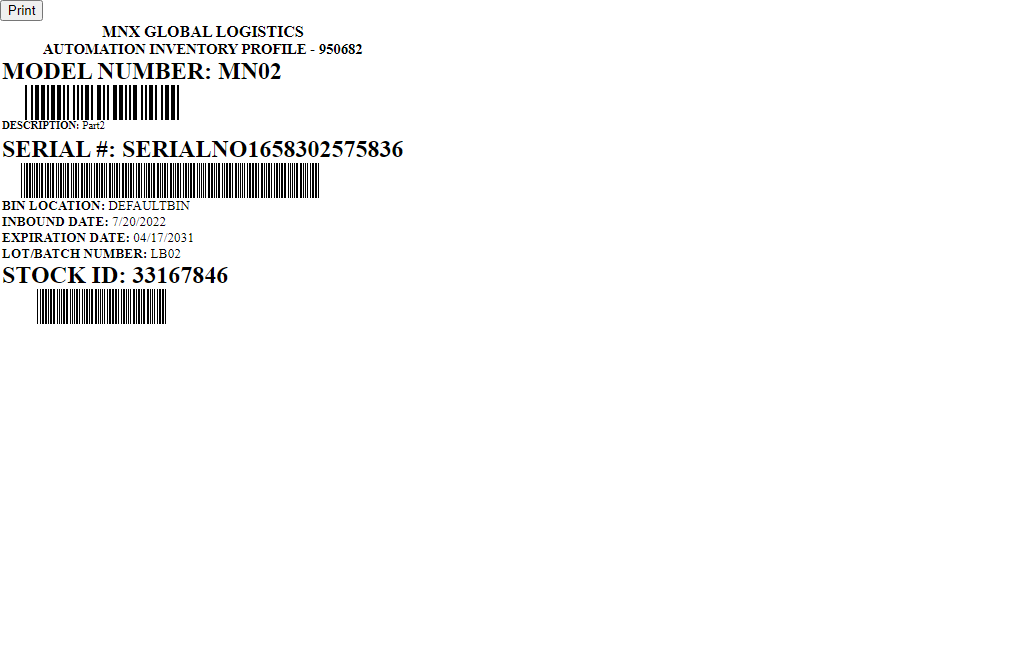 Print
MNX GLOBAL LOGISTICS
AUTOMATION INVENTORY PROFILE - 950682
MODEL NUMBER: MN02
DESCRIPTION: Part2
SERIAL #: SERIALNO1658302575836
BIN LOCATION: DEFAULTBIN
INBOUND DATE: 7/20/2022
EXPIRATION DATE: 04/17/2031
LOT/BATCH NUMBER: LB02
STOCK ID: 33167846